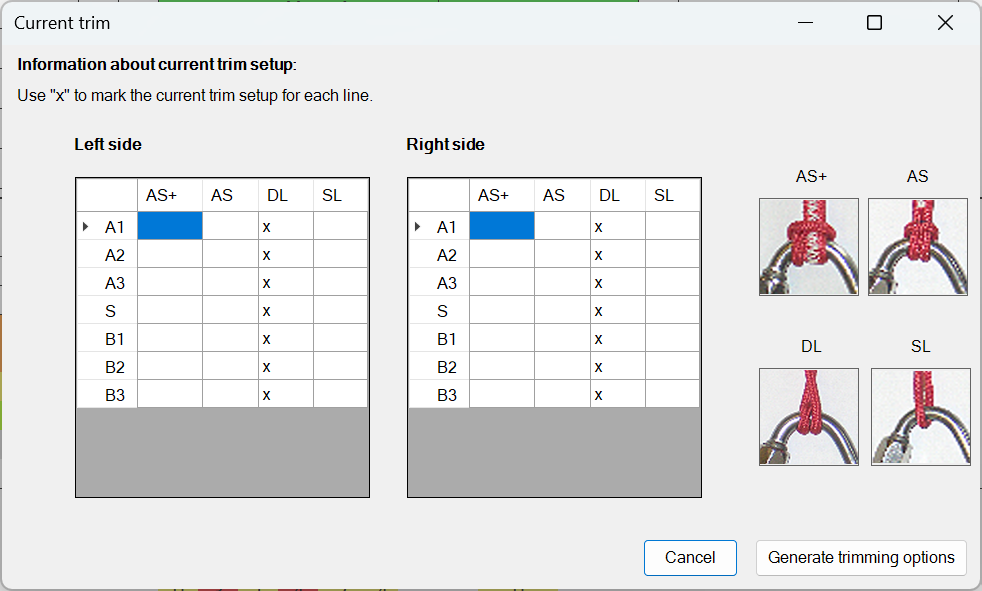 Current trim
Information about current trim setup:
Use "x" to mark the current trim setup for each line.
Left side
AS+ AS DL SL
A1 x
A2 x
A3 x
S x
B1 x
B2 x
B3 x
Right side
AS+ AS DL SL
A1 x
A2 x
A3 x
S x
B1 x
B2 x
B3 x
AS+ AS
DL SL
Cancel
Generate trimming options